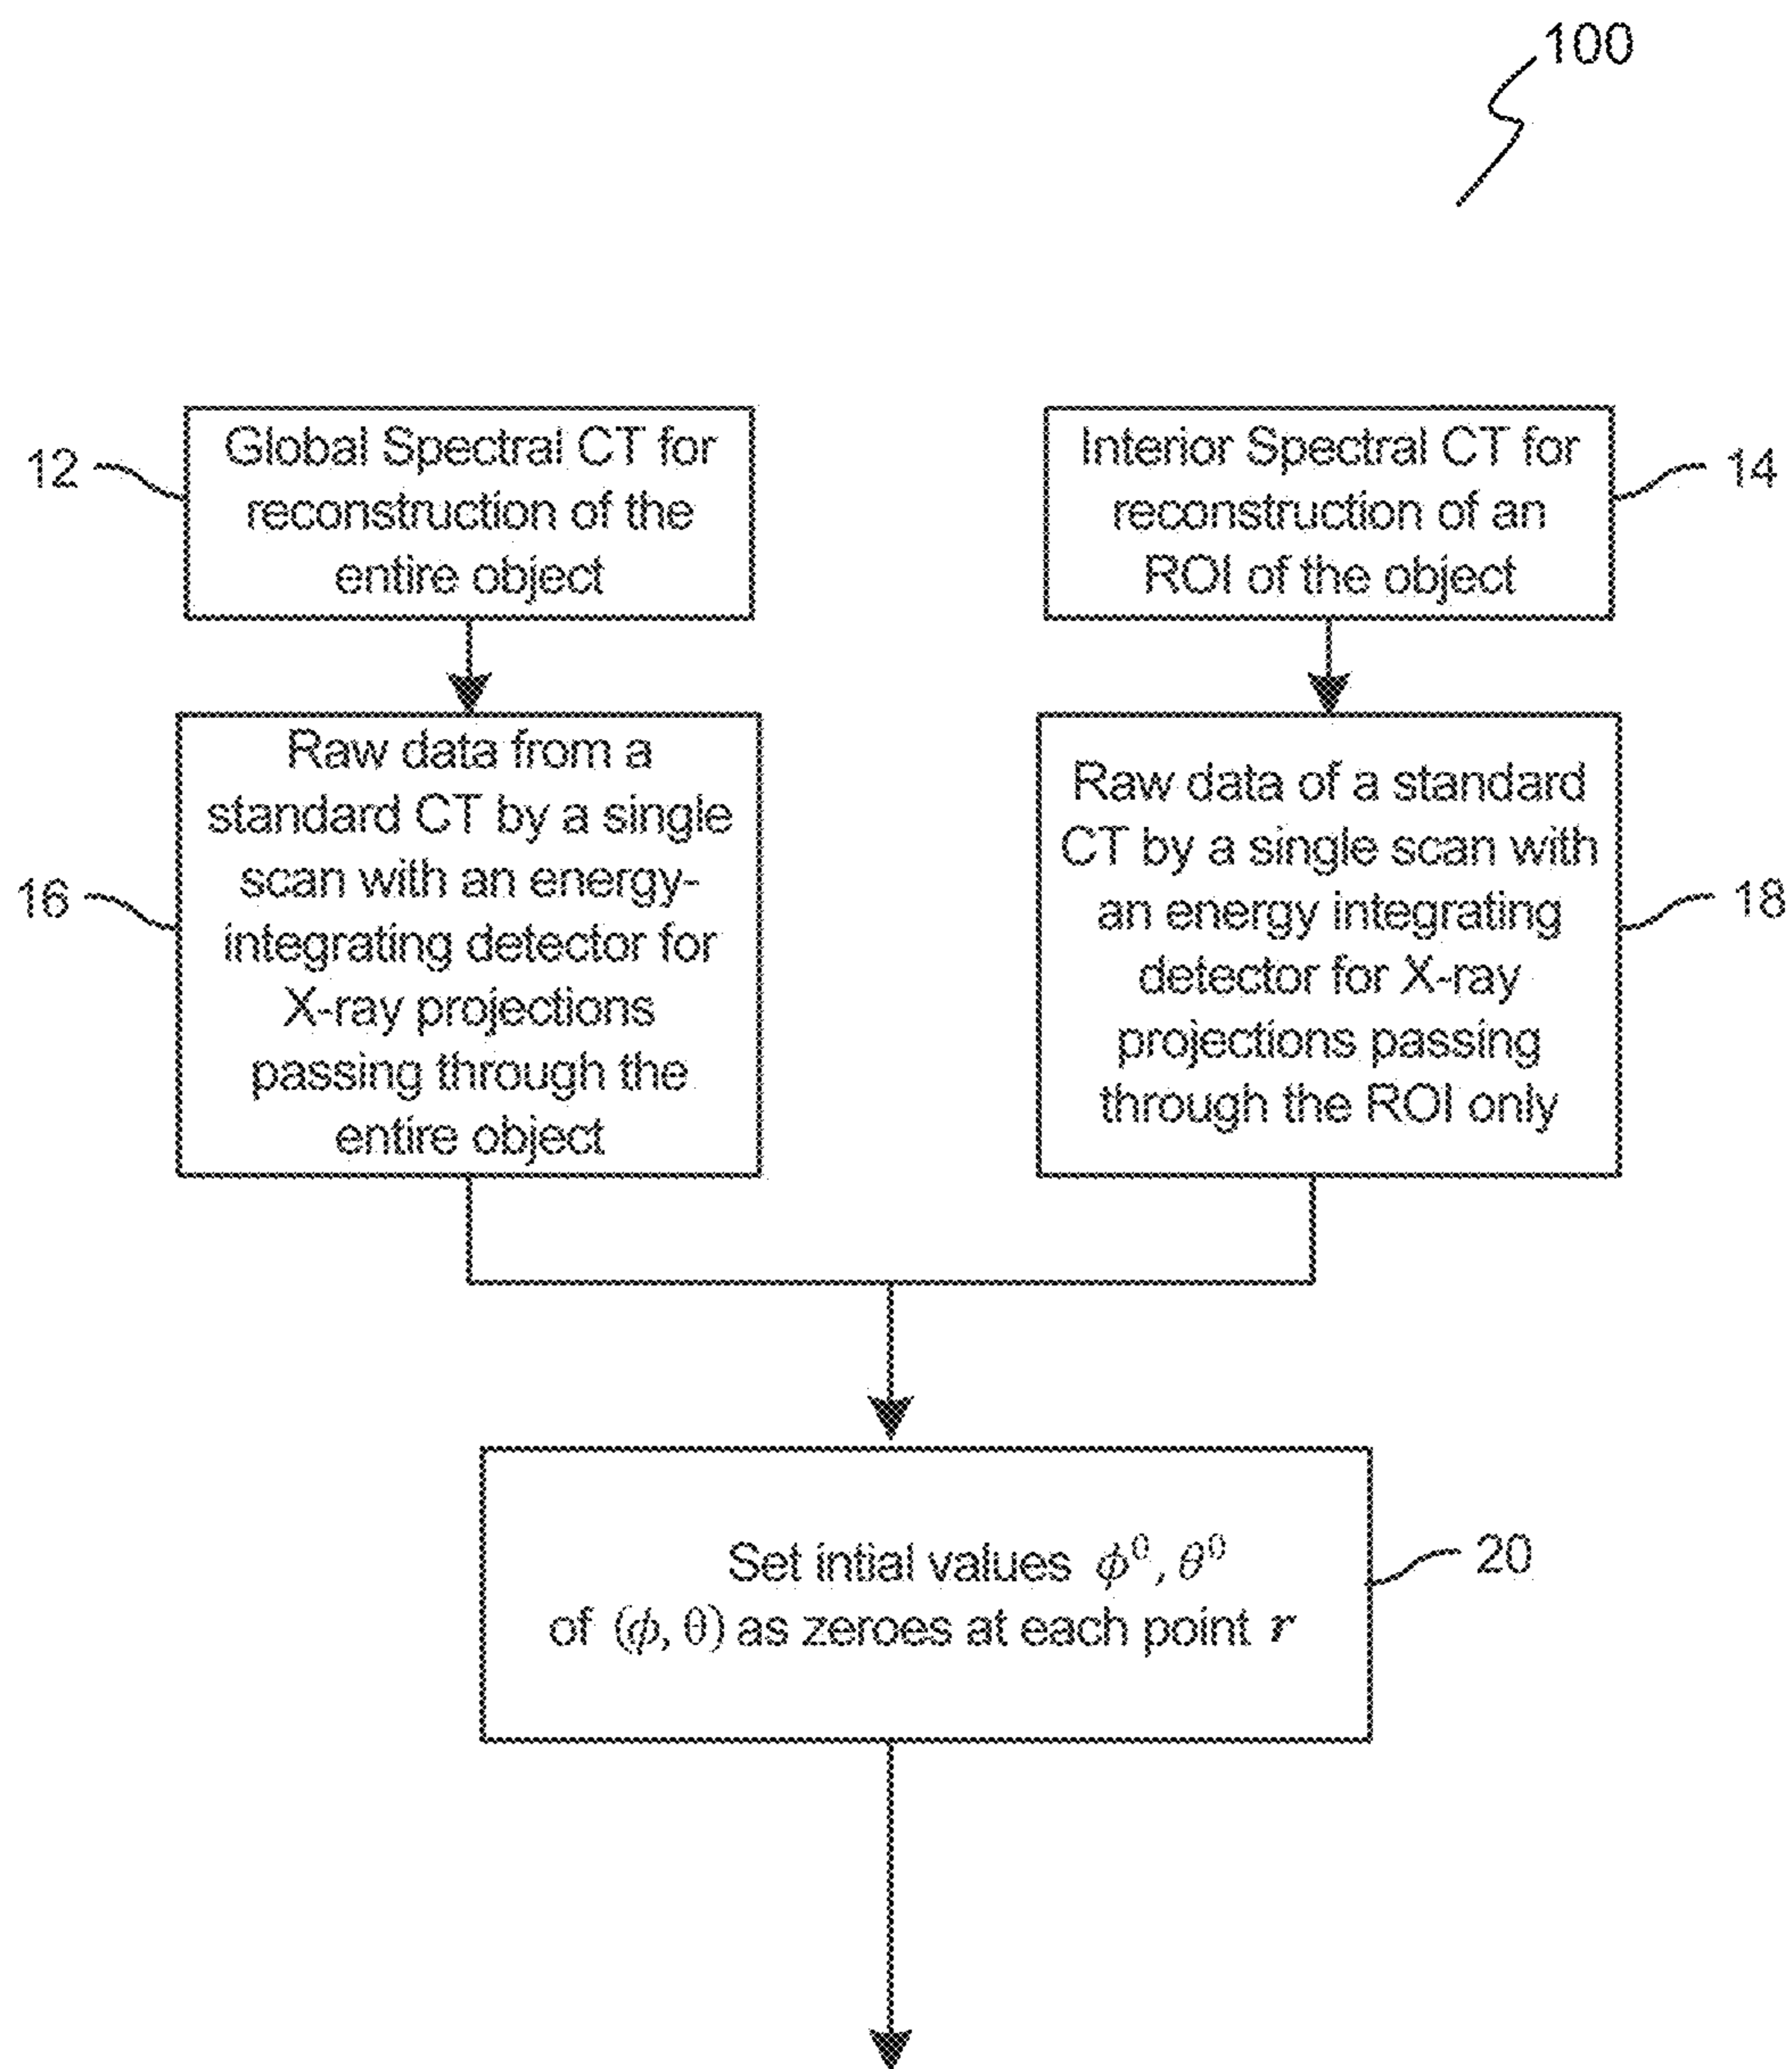 100
12
Global Spectral CT for
reconstruction of the
entire object
Interior Spectral CT for
reconstruction of an
ROI of the object
14
16
Raw data from a
standard CT by a single
scan with an energy-
integrating detector for
X-ray projections
passing through the
entire object
Raw data of a standard
CT by a single scan with
an energy integrating
detector for X-ray
projections passing
through the ROI only
18
Set intial values ϕ⁰, θ⁰
of (ϕ, θ) as zeroes at each point r
20